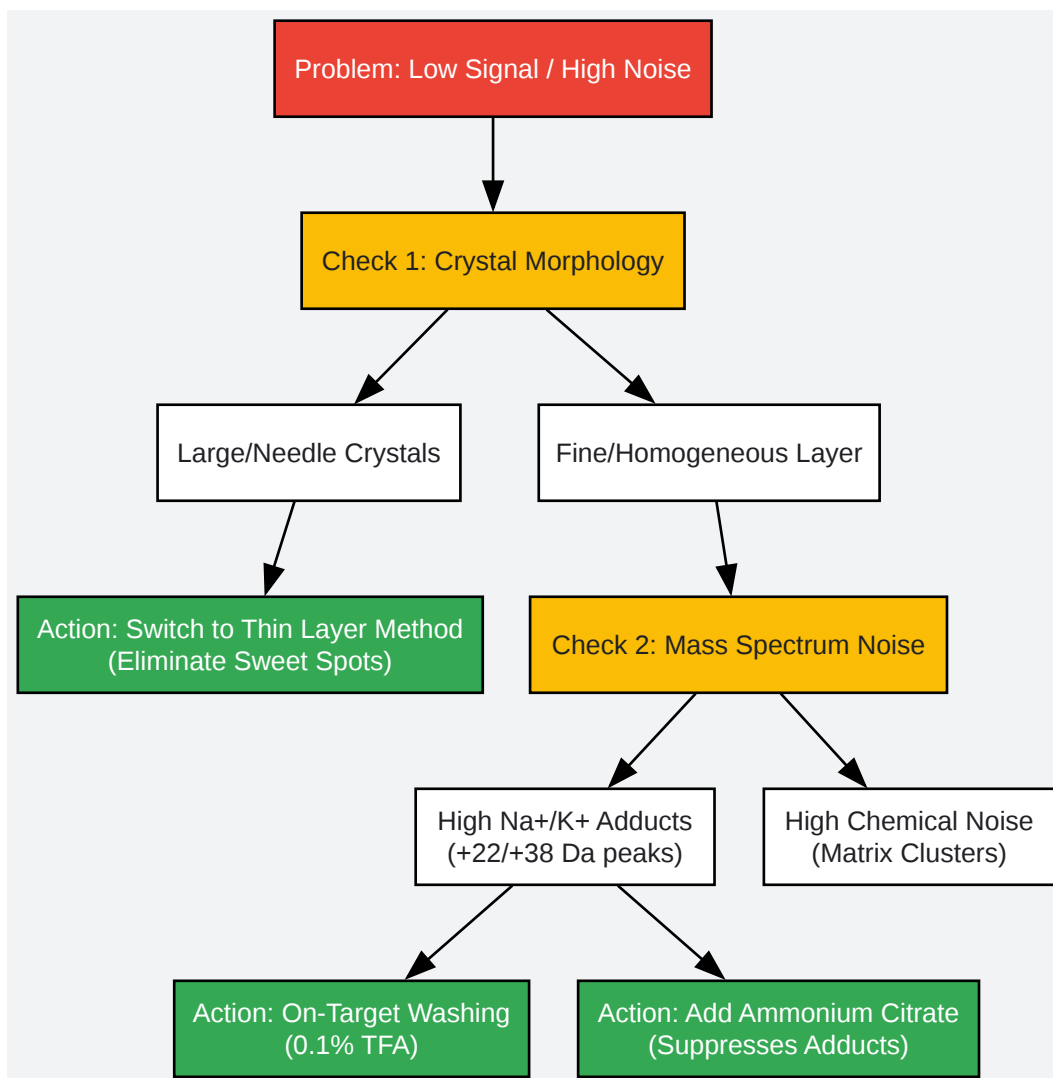 Problem: Low Signal / High Noise
Check 1: Crystal Morphology
Large/Needle Crystals
Fine/Homogeneous Layer
Action: Switch to Thin Layer Method
(Eliminate Sweet Spots)
Check 2: Mass Spectrum Noise
High Na+/K+ Adducts
(+22/+38 Da peaks)
High Chemical Noise
(Matrix Clusters)
Action: On-Target Washing
(0.1% TFA)
Action: Add Ammonium Citrate
(Suppresses Adducts)